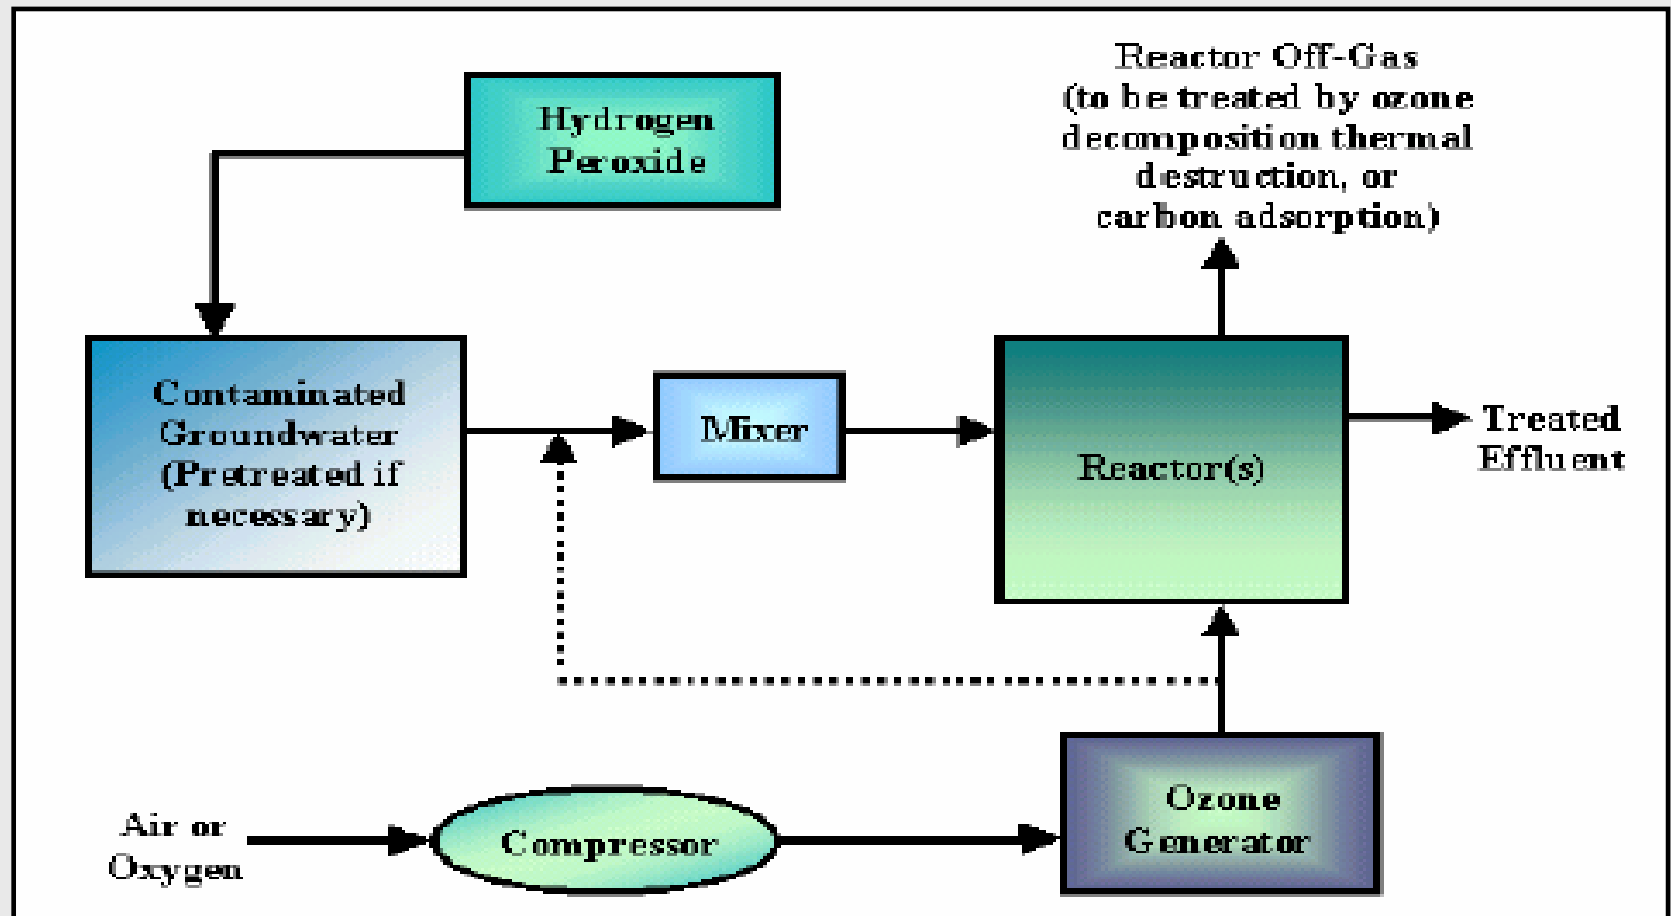 Hydrogen
Peroxide
Reactor Off-Gas
(to be treated by ozone
decomposition thermal
destruction, or
carbon adsorption)
Contaminated
Groundwater
(Pretreated if
necessary)
Mixer
Reactor(s)
Treated
Effluent
Air or
Oxygen
Compressor
Ozone
Generator